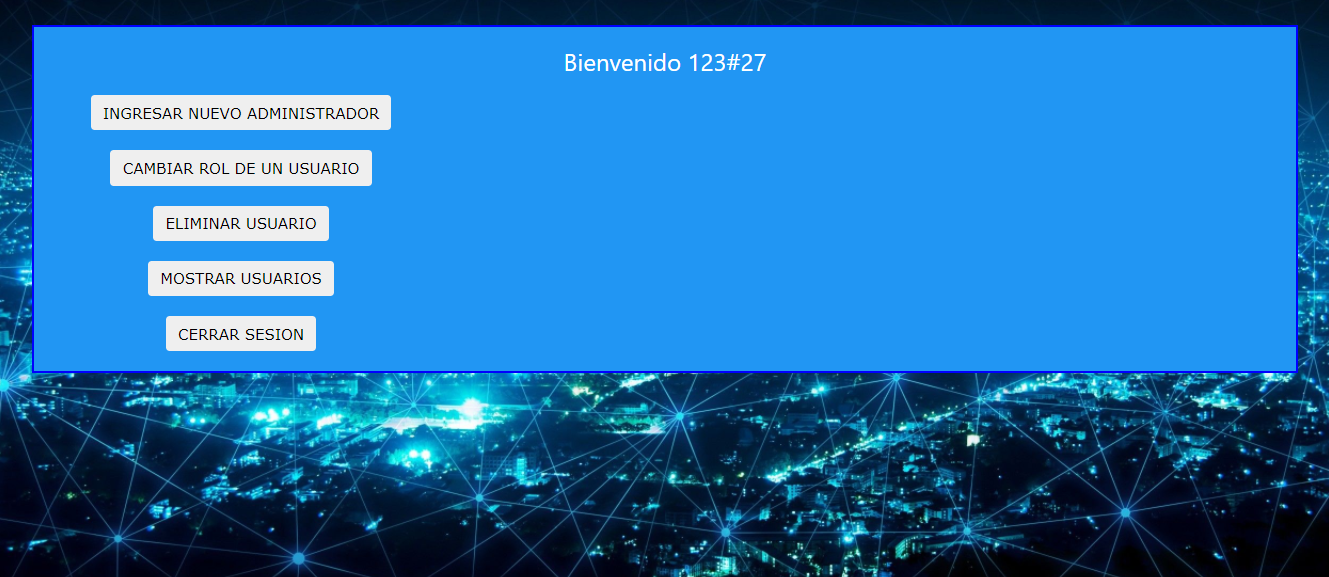 Bienvenido 123#27
INGRESAR NUEVO ADMINISTRADOR
CAMBIAR ROL DE UN USUARIO
ELIMINAR USUARIO
MOSTRAR USUARIOS
CERRAR SESION